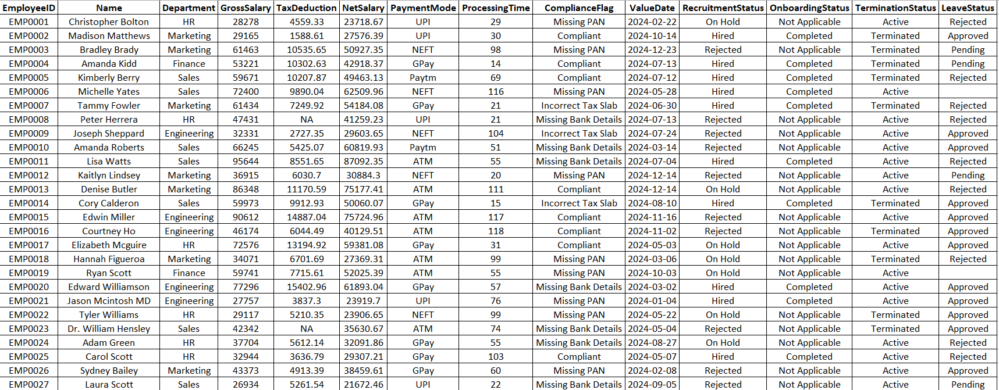 EmployeeID Name Department GrossSalary TaxDeduction NetSalary PaymentMode ProcessingTime ComplianceFlag ValueDate RecruitmentStatus OnboardingStatus TerminationStatus LeaveStatus
EMP0001 Christopher Bolton HR 28278 4559.33 23718.67 UPI 29 Missing PAN 2024-02-22 On Hold Not Applicable Active Rejected
EMP0002 Madison Matthews Marketing 29165 1588.61 27576.39 UPI 30 Compliant 2024-10-14 Hired Completed Terminated Approved
EMP0003 Bradley Brady Marketing 61463 10535.65 50927.35 NEFT 98 Missing PAN 2024-12-23 Rejected Not Applicable Terminated Pending
EMP0004 Amanda Kidd Finance 53221 10302.63 42918.37 GPay 14 Compliant 2024-07-13 Hired Completed Terminated Pending
EMP0005 Kimberly Berry Sales 59671 10207.87 49463.13 Paytm 69 Compliant 2024-07-12 Hired Completed Terminated Rejected
EMP0006 Michelle Yates Sales 72400 9890.04 62509.96 NEFT 116 Missing PAN 2024-05-28 Hired Completed Active
EMP0007 Tammy Fowler Marketing 61434 7249.92 54184.08 GPay 21 Incorrect Tax Slab 2024-06-30 Hired Completed Terminated Rejected
EMP0008 Peter Herrera HR 47431 NA 41259.23 UPI 21 Missing Bank Details 2024-07-13 Rejected Not Applicable Active Rejected
EMP0009 Joseph Sheppard Engineering 32331 2727.35 29603.65 NEFT 104 Incorrect Tax Slab 2024-07-24 Rejected Not Applicable Active Approved
EMP0010 Amanda Roberts Sales 66245 5425.07 60819.93 Paytm 51 Missing Bank Details 2024-03-14 Rejected Not Applicable Active Approved
EMP0011 Lisa Watts Sales 95644 8551.65 87092.35 ATM 55 Missing Bank Details 2024-07-04 Hired Completed Active Rejected
EMP0012 Kaitlyn Lindsey Marketing 36915 6030.7 30884.3 NEFT 20 Missing PAN 2024-12-14 Rejected Not Applicable Active Pending
EMP0013 Denise Butler Marketing 86348 11170.59 75177.41 ATM 111 Compliant 2024-12-14 On Hold Not Applicable Active Rejected
EMP0014 Cory Calderon Sales 59973 9912.93 50060.07 GPay 15 Incorrect Tax Slab 2024-08-10 Hired Completed Terminated Approved
EMP0015 Edwin Miller Engineering 90612 14887.04 75724.96 ATM 117 Compliant 2024-11-16 Rejected Not Applicable Active Approved
EMP0016 Courtney Ho Engineering 46174 6044.49 40129.51 ATM 118 Compliant 2024-11-02 Rejected Not Applicable Terminated Approved
EMP0017 Elizabeth Mcguire HR 72576 13194.92 59381.08 GPay 31 Compliant 2024-05-03 On Hold Not Applicable Active Approved
EMP0018 Hannah Figueroa Marketing 34071 6701.69 27369.31 ATM 99 Missing PAN 2024-03-06 On Hold Not Applicable Terminated Rejected
EMP0019 Ryan Scott Finance 59741 7715.61 52025.39 ATM 55 Missing PAN 2024-10-03 On Hold Not Applicable Active
EMP0020 Edward Williamson Engineering 77296 15402.96 61893.04 GPay 57 Missing Bank Details 2024-03-02 Hired Completed Active Approved
EMP0021 Jason Mcintosh MD Engineering 27757 3837.3 23919.7 UPI 76 Missing PAN 2024-01-04 Hired Completed Active Approved
EMP0022 Tyler Williams HR 29117 5210.35 23906.65 NEFT 99 Missing PAN 2024-05-22 On Hold Not Applicable Terminated Approved
EMP0023 Dr. William Hensley Sales 42342 NA 35630.67 ATM 74 Missing Bank Details 2024-05-04 Rejected Not Applicable Terminated Approved
EMP0024 Adam Green HR 37704 5612.14 32091.86 GPay 55 Missing Bank Details 2024-08-27 On Hold Not Applicable Active Rejected
EMP0025 Carol Scott HR 32944 3636.79 29307.21 GPay 103 Compliant 2024-05-07 Hired Completed Active Rejected
EMP0026 Sydney Bailey Marketing 43373 4913.39 38459.61 GPay 60 Missing PAN 2024-02-08 Rejected Not Applicable Active Approved
EMP0027 Laura Scott Sales 26934 5261.54 21672.46 UPI 22 Missing Bank Details 2024-09-05 Rejected Not Applicable Active Pending